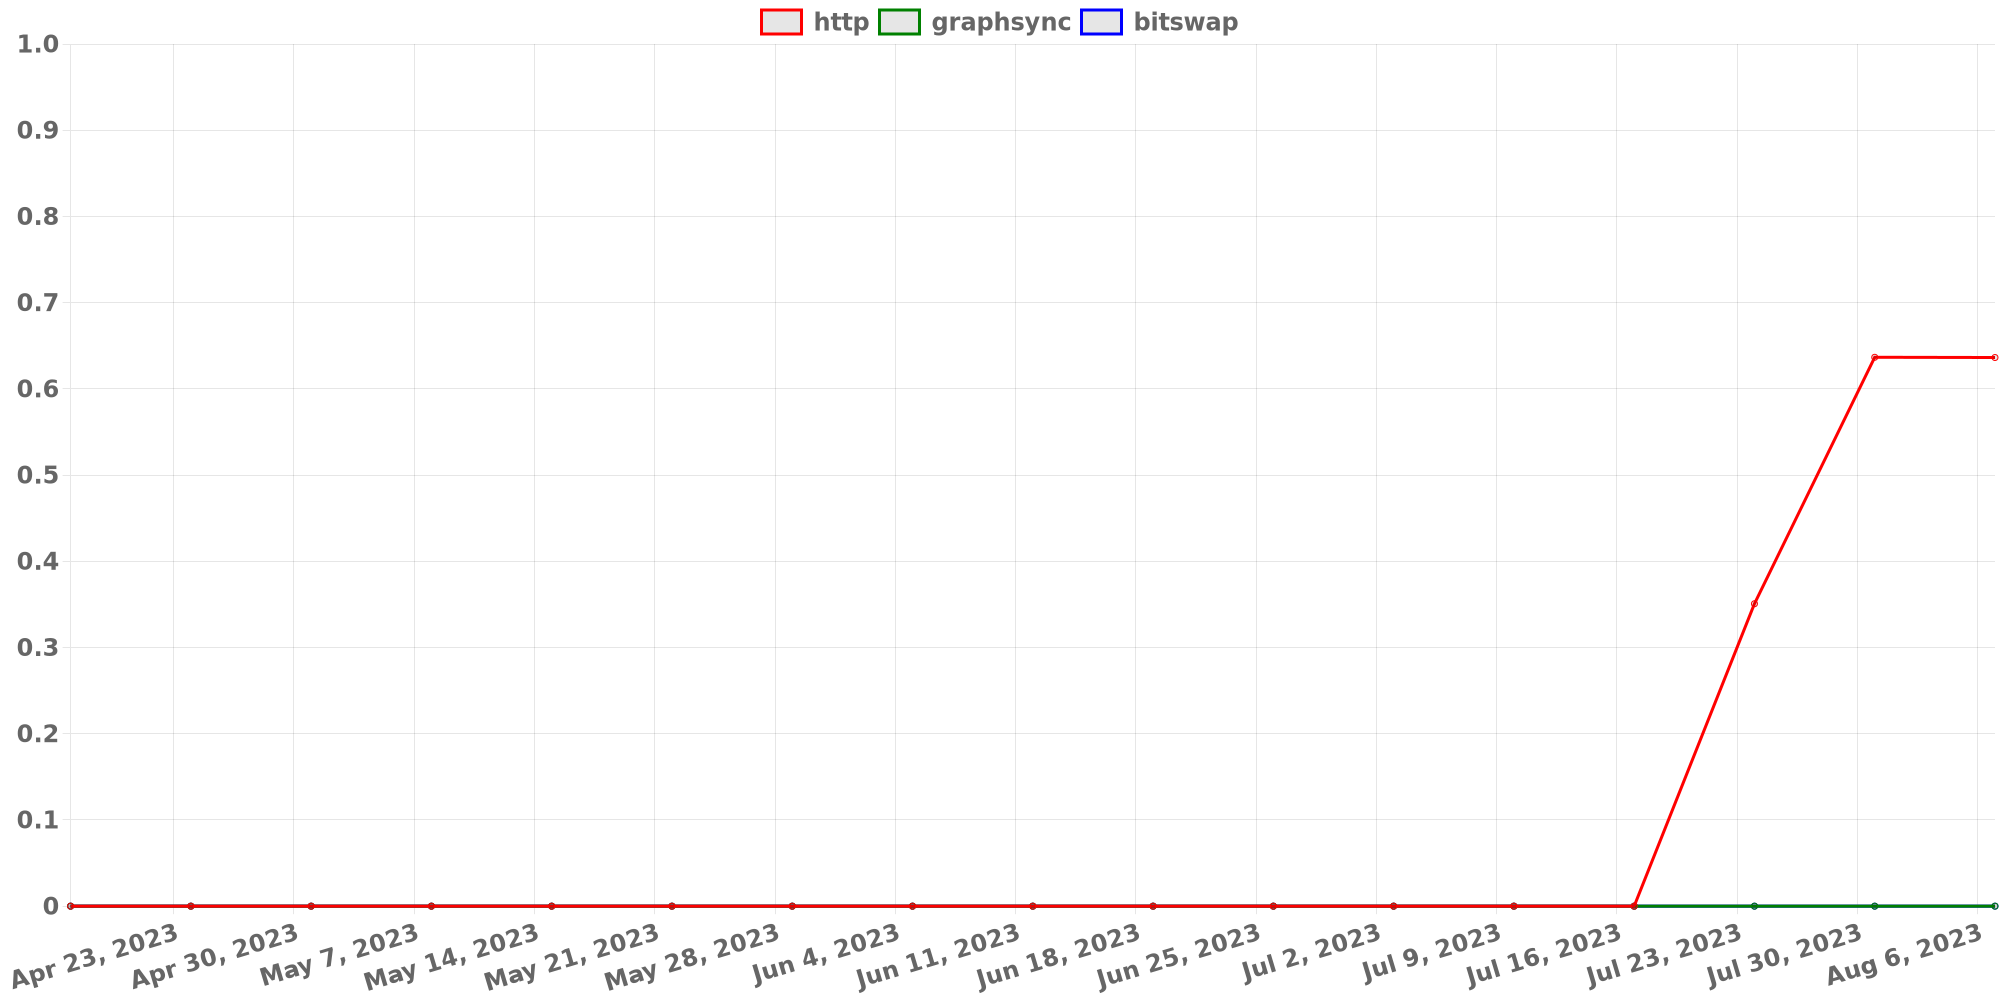 http graphsync bitswap
1.0
0.9
0.8
0.7
0.6
0.5
0.4
0.3
0.2
0.1
0
Apr 23, 2023
Apr 30, 2023
May 7, 2023
May 14, 2023
May 21, 2023
May 28, 2023
Jun 4, 2023
Jun 11, 2023
Jun 18, 2023
Jun 25, 2023
Jul 2, 2023
Jul 9, 2023
Jul 16, 2023
Jul 23, 2023
Jul 30, 2023
Aug 6, 2023